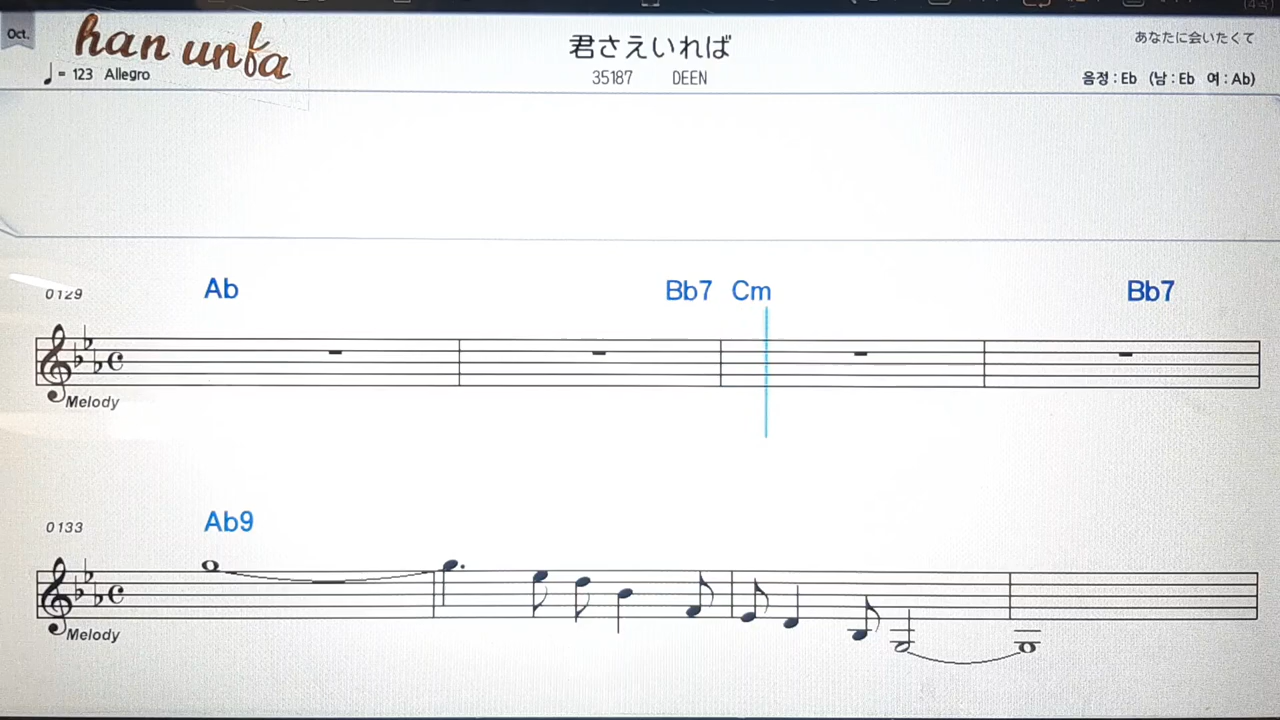 Oct.
han unfa
君さえいれば
あなたに会いたくて
♩= 123 Allegro
35187 DEEN
음정 : Eb (남 : Eb 여 : Ab)
0129
Ab Bb7 Cm Bb7
Melody
0133
Ab9
Melody